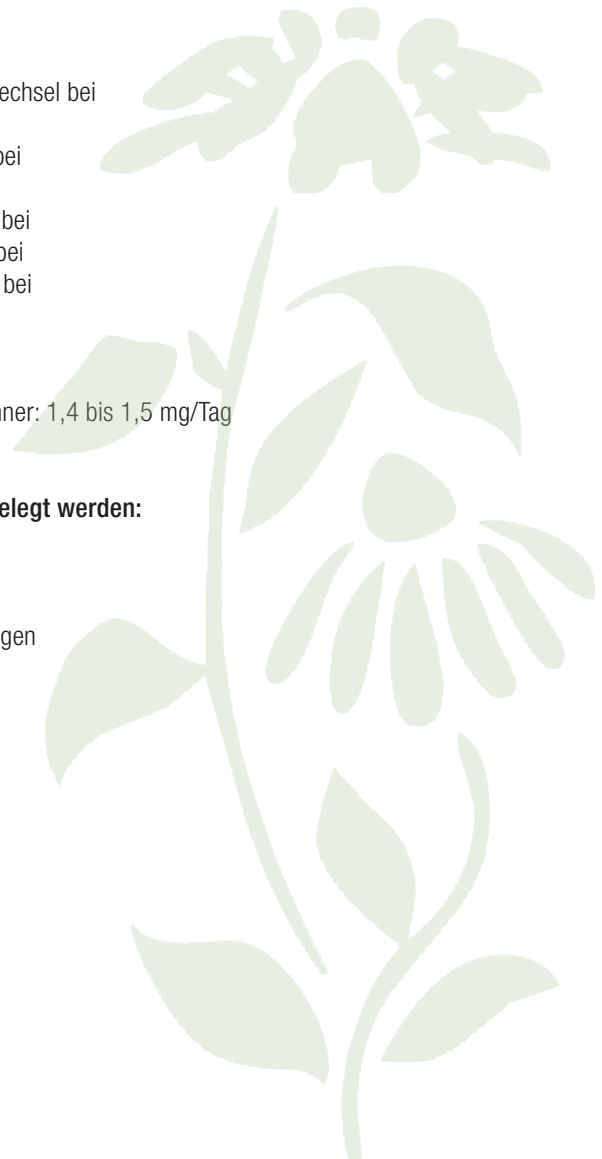 echsel bei
bei
bei
bei
bei
nner: 1,4 bis 1,5 mg/Tag
elegt werden:
gen